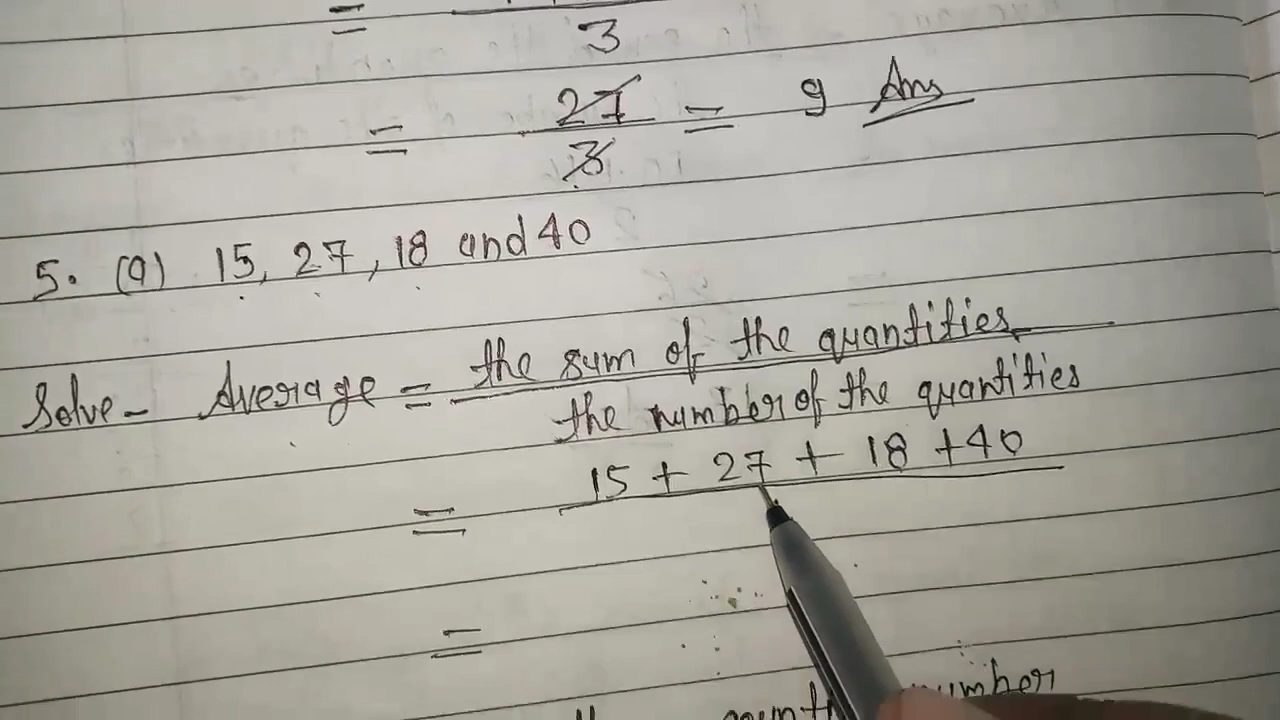 = 3
= 27/3 = 9 Ans
5. (a) 15, 27, 18 and 40
Solve - Average = the sum of the quantities
the number of the quantities
= 15 + 27 + 18 + 40
=
number